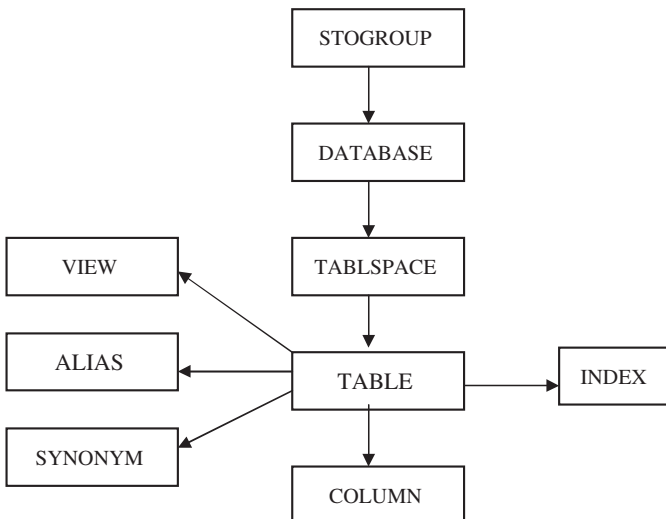 STOGROUP
DATABASE
VIEW
TABLSPACE
ALIAS
TABLE
INDEX
SYNONYM
COLUMN